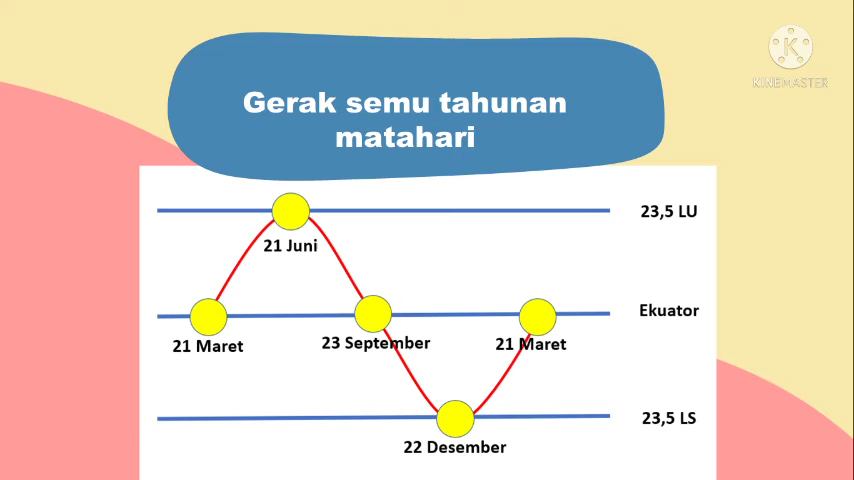 KINEMASTER
Gerak semu tahunan
matahari
23,5 LU
21 Juni
Ekuator
21 Maret
23 September
21 Maret
23,5 LS
22 Desember